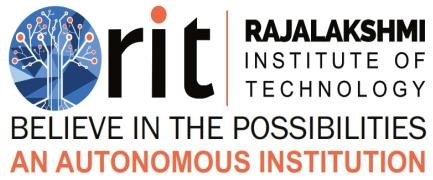 rit
RAJALAKSHMI
INSTITUTE OF
TECHNOLOGY
BELIEVE IN THE POSSIBILITIES
AN AUTONOMOUS INSTITUTION